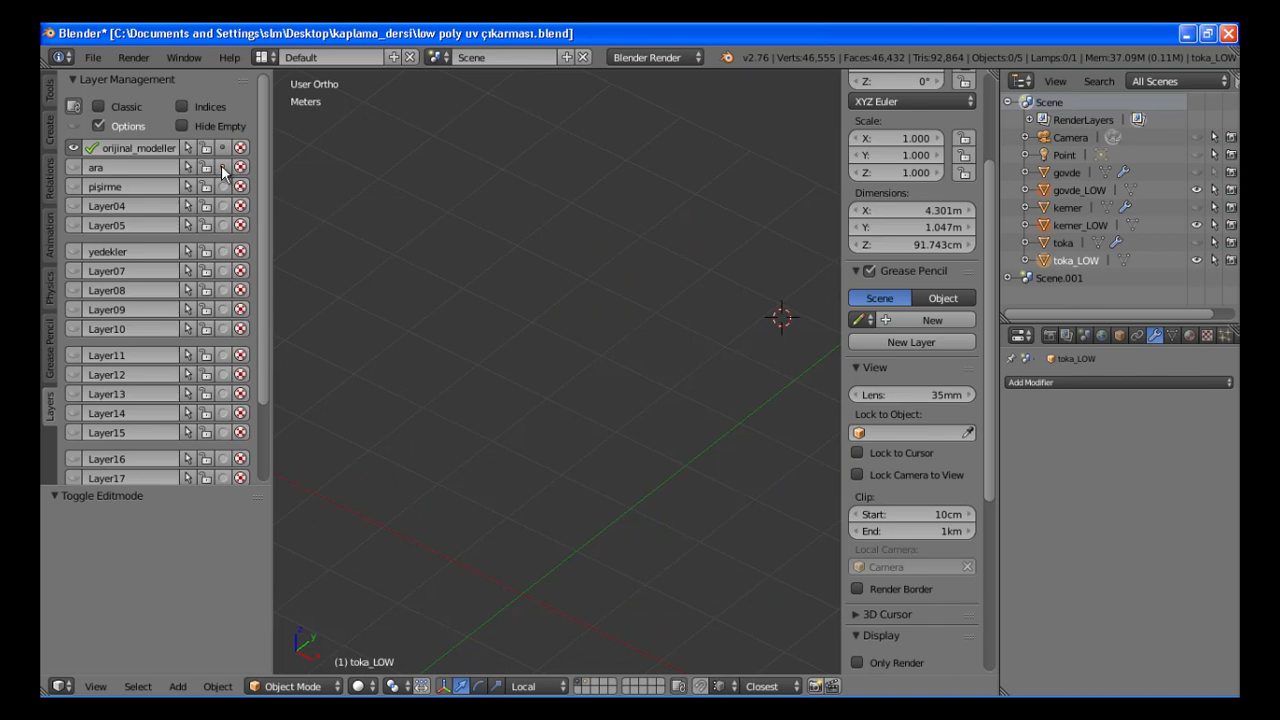 Blender* [C:\Documents and Settings\slm\Desktop\kaplama_dersi\low poly uv çıkarması.blend]
File Render Window Help Default Scene Blender Render v2.76 | Verts:46,555 | Faces:46,432 | Tris:92,864 | Objects:0/5 | Lamps:0/1 | Mem:37.09M (0.11M) | toka_LOW
Layer Management
Classic Indices
Options Hide Empty
orijinal_modeller
ara
pişirme
Layer04
Layer05
yedekler
Layer07
Layer08
Layer09
Layer10
Layer11
Layer12
Layer13
Layer14
Layer15
Layer16
Layer17
Toggle Editmode
Tools
Create
Relations
Animation
Physics
Grease Pencil
Layers
User Ortho
Meters
(1) toka_LOW
Z: 0°
XYZ Euler
Scale:
X: 1.000
Y: 1.000
Z: 1.000
Dimensions:
X: 4.301m
Y: 1.047m
Z: 91.743cm
Grease Pencil
Scene Object
New
New Layer
View
Lens: 35mm
Lock to Object:
Lock to Cursor
Lock Camera to View
Clip:
Start: 10cm
End: 1km
Local Camera:
Camera
Render Border
3D Cursor
Display
Only Render
View Search All Scenes
Scene
RenderLayers
Camera
Point
govde
govde_LOW
kemer
kemer_LOW
toka
toka_LOW
Scene.001
toka_LOW
Add Modifier
View Select Add Object Object Mode Local Closest